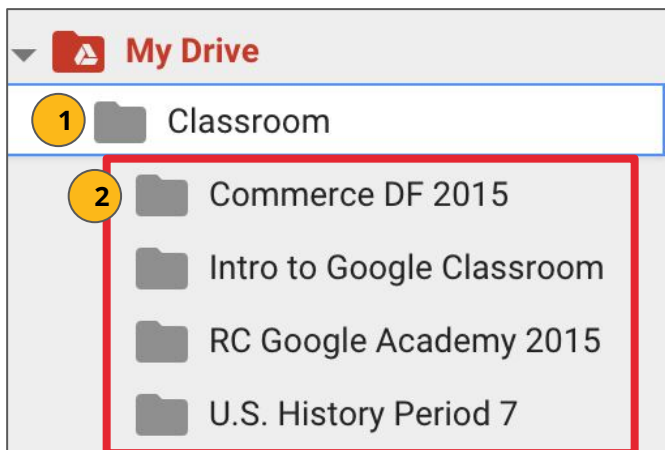 My Drive
1 Classroom
2 Commerce DF 2015
Intro to Google Classroom
RC Google Academy 2015
U.S. History Period 7